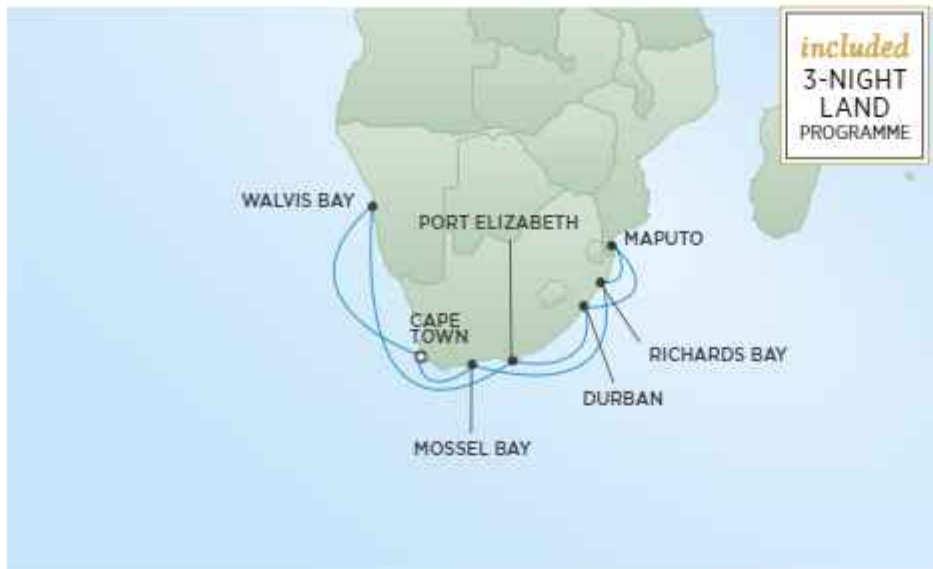 included
3-NIGHT
LAND
PROGRAMME
WALVIS BAY
PORT ELIZABETH
MAPUTO
CAPE
TOWN
RICHARDS BAY
DURBAN
MOSSEL BAY